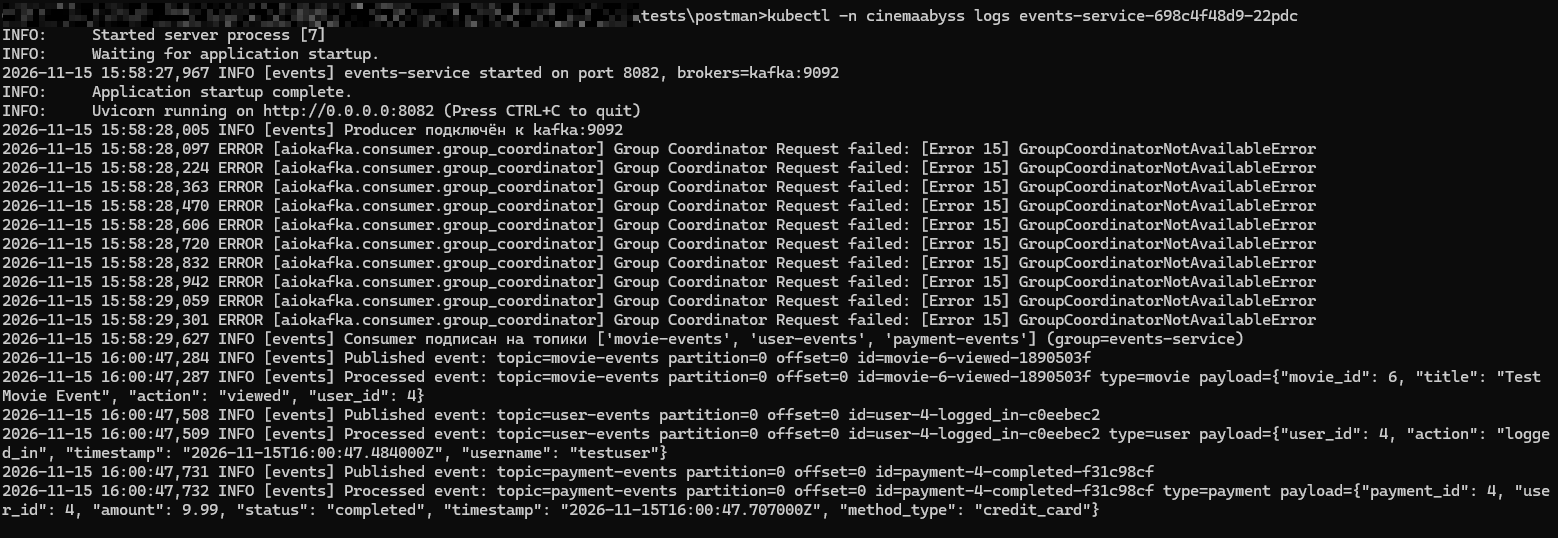 \tests\postman>kubectl -n cinemaabyss logs events-service-698c4f48d9-22pdc
INFO:     Started server process [7]
INFO:     Waiting for application startup.
2026-11-15 15:58:27,967 INFO [events] events-service started on port 8082, brokers=kafka:9092
INFO:     Application startup complete.
INFO:     Uvicorn running on http://0.0.0.0:8082 (Press CTRL+C to quit)
2026-11-15 15:58:28,005 INFO [events] Producer подключён к kafka:9092
2026-11-15 15:58:28,097 ERROR [aiokafka.consumer.group_coordinator] Group Coordinator Request failed: [Error 15] GroupCoordinatorNotAvailableError
2026-11-15 15:58:28,224 ERROR [aiokafka.consumer.group_coordinator] Group Coordinator Request failed: [Error 15] GroupCoordinatorNotAvailableError
2026-11-15 15:58:28,363 ERROR [aiokafka.consumer.group_coordinator] Group Coordinator Request failed: [Error 15] GroupCoordinatorNotAvailableError
2026-11-15 15:58:28,470 ERROR [aiokafka.consumer.group_coordinator] Group Coordinator Request failed: [Error 15] GroupCoordinatorNotAvailableError
2026-11-15 15:58:28,606 ERROR [aiokafka.consumer.group_coordinator] Group Coordinator Request failed: [Error 15] GroupCoordinatorNotAvailableError
2026-11-15 15:58:28,720 ERROR [aiokafka.consumer.group_coordinator] Group Coordinator Request failed: [Error 15] GroupCoordinatorNotAvailableError
2026-11-15 15:58:28,832 ERROR [aiokafka.consumer.group_coordinator] Group Coordinator Request failed: [Error 15] GroupCoordinatorNotAvailableError
2026-11-15 15:58:28,942 ERROR [aiokafka.consumer.group_coordinator] Group Coordinator Request failed: [Error 15] GroupCoordinatorNotAvailableError
2026-11-15 15:58:29,059 ERROR [aiokafka.consumer.group_coordinator] Group Coordinator Request failed: [Error 15] GroupCoordinatorNotAvailableError
2026-11-15 15:58:29,301 ERROR [aiokafka.consumer.group_coordinator] Group Coordinator Request failed: [Error 15] GroupCoordinatorNotAvailableError
2026-11-15 15:58:29,627 INFO [events] Consumer подписан на топики ['movie-events', 'user-events', 'payment-events'] (group=events-service)
2026-11-15 16:00:47,284 INFO [events] Published event: topic=movie-events partition=0 offset=0 id=movie-6-viewed-1890503f
2026-11-15 16:00:47,287 INFO [events] Processed event: topic=movie-events partition=0 offset=0 id=movie-6-viewed-1890503f type=movie payload={"movie_id": 6, "title": "Test
Movie Event", "action": "viewed", "user_id": 4}
2026-11-15 16:00:47,508 INFO [events] Published event: topic=user-events partition=0 offset=0 id=user-4-logged_in-c0eebec2
2026-11-15 16:00:47,509 INFO [events] Processed event: topic=user-events partition=0 offset=0 id=user-4-logged_in-c0eebec2 type=user payload={"user_id": 4, "action": "logge
d_in", "timestamp": "2026-11-15T16:00:47.484000Z", "username": "testuser"}
2026-11-15 16:00:47,731 INFO [events] Published event: topic=payment-events partition=0 offset=0 id=payment-4-completed-f31c98cf
2026-11-15 16:00:47,732 INFO [events] Processed event: topic=payment-events partition=0 offset=0 id=payment-4-completed-f31c98cf type=payment payload={"payment_id": 4, "use
r_id": 4, "amount": 9.99, "status": "completed", "timestamp": "2026-11-15T16:00:47.707000Z", "method_type": "credit_card"}